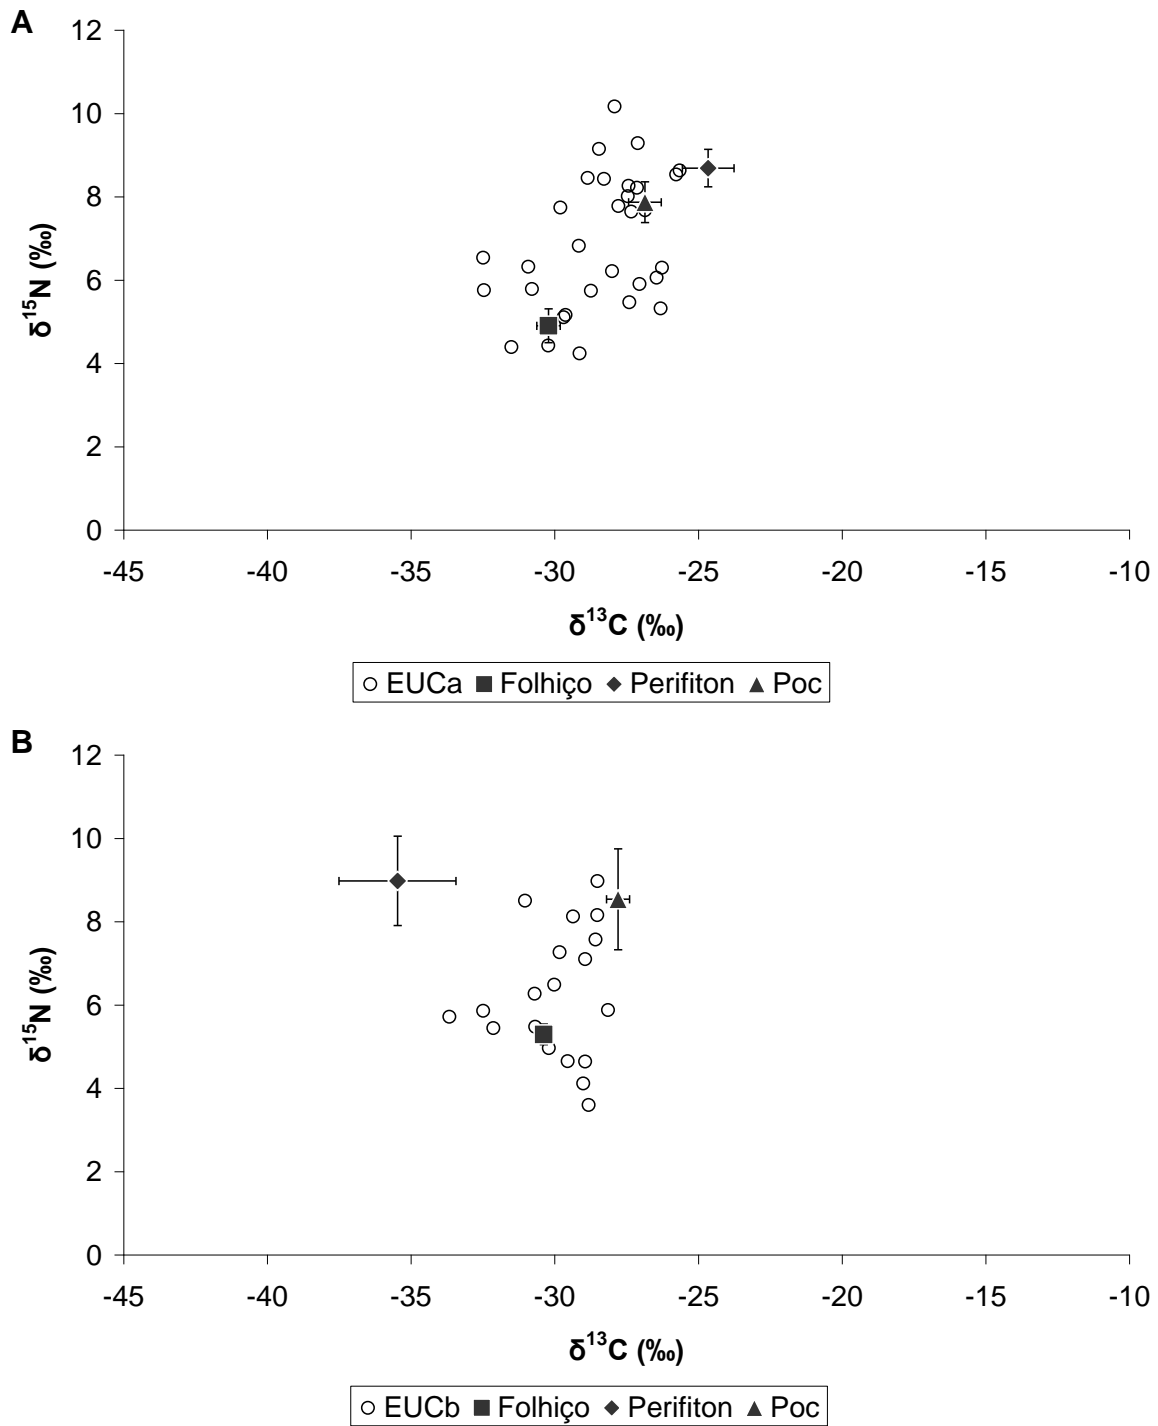 A
12
10
8
6
4
2
0
δ15N (‰)
-45 -40 -35 -30 -25 -20 -15 -10
δ13C (‰)
EUCa Folhiço Perifiton Poc
B
12
10
8
6
4
2
0
δ15N (‰)
-45 -40 -35 -30 -25 -20 -15 -10
δ13C (‰)
EUCb Folhiço Perifiton Poc